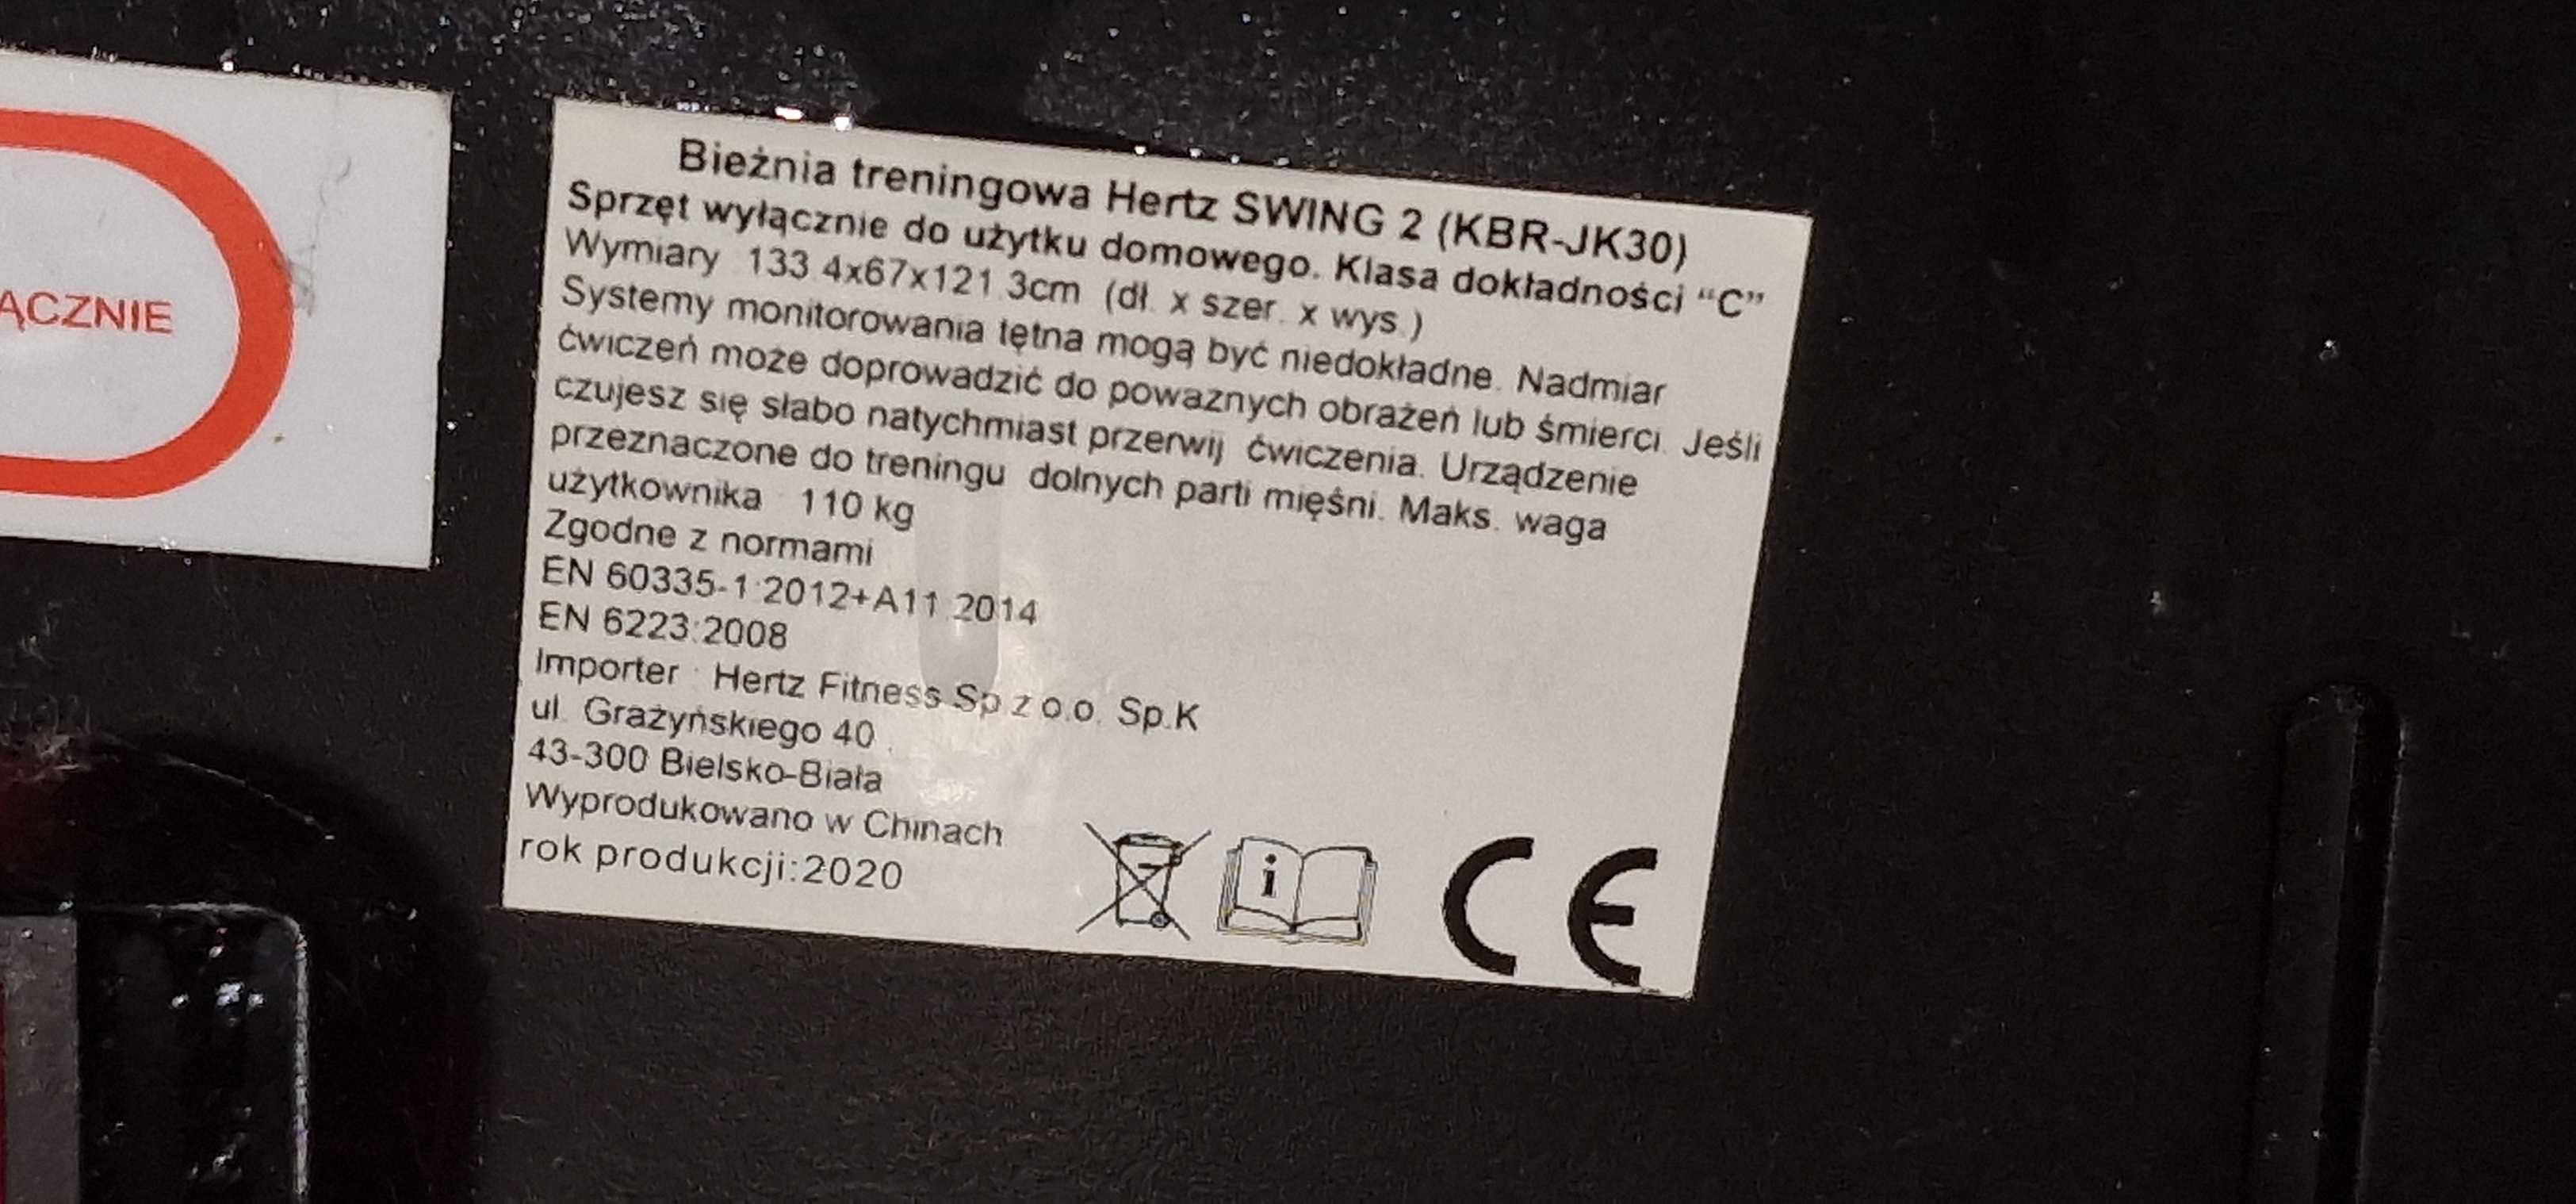 ĄCZNIE
Bieżnia treningowa Hertz SWING 2 (KBR-JK30)
Sprzęt wyłącznie do użytku domowego. Klasa dokładności “C”
Wymiary 133.4x67x121.3cm (dł. x szer. x wys.)
Systemy monitorowania tętna mogą być niedokładne. Nadmiar
ćwiczeń może doprowadzić do poważnych obrażeń lub śmierci. Jeśli
czujesz się słabo natychmiast przerwij ćwiczenia. Urządzenie
przeznaczone do treningu dolnych parti mięśni. Maks. waga
użytkownika : 110 kg
Zgodne z normami
EN 60335-1:2012+A11:2014
EN 6223:2008
Importer : Hertz Fitness Sp.z o.o. Sp.K
ul. Grażyńskiego 40
43-300 Bielsko-Biała
Wyprodukowano w Chinach
rok produkcji:2020
i
CE